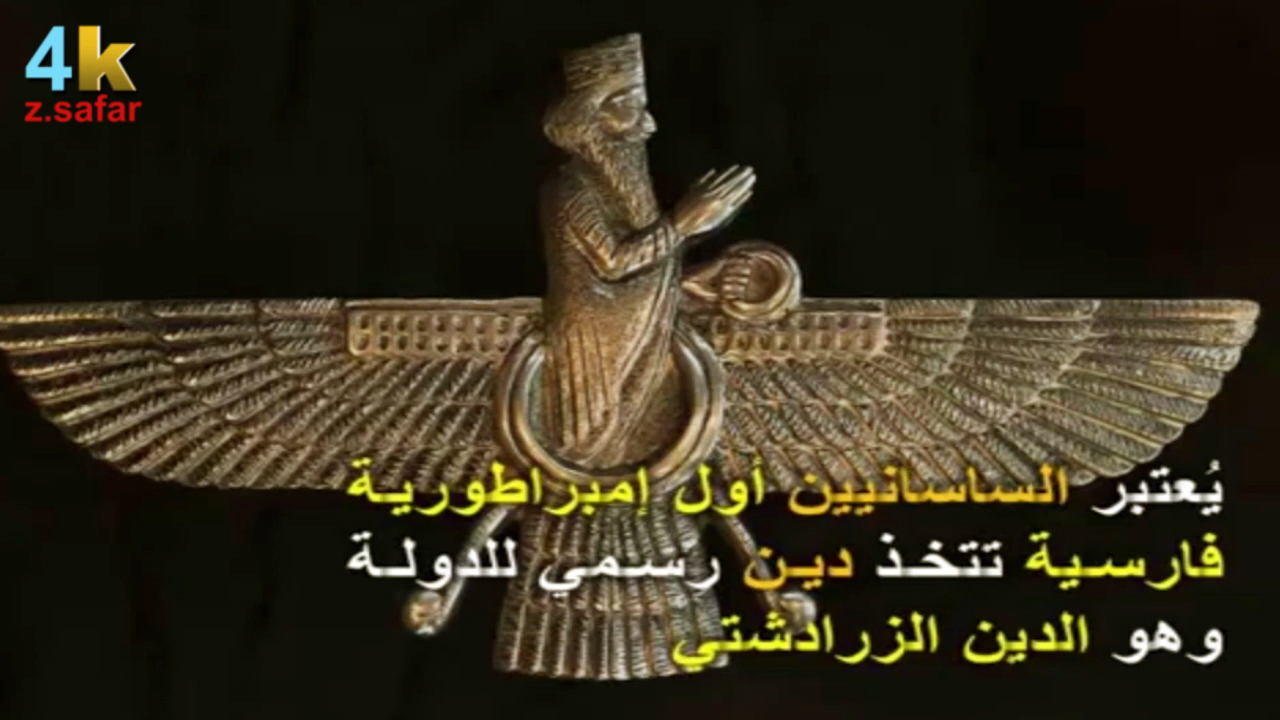 4k
z.safar
يُعتبر الساسانيين أول إمبراطورية
فارسية تتخذ دين رسمي للدولة
وهو الدين الزرادشتي